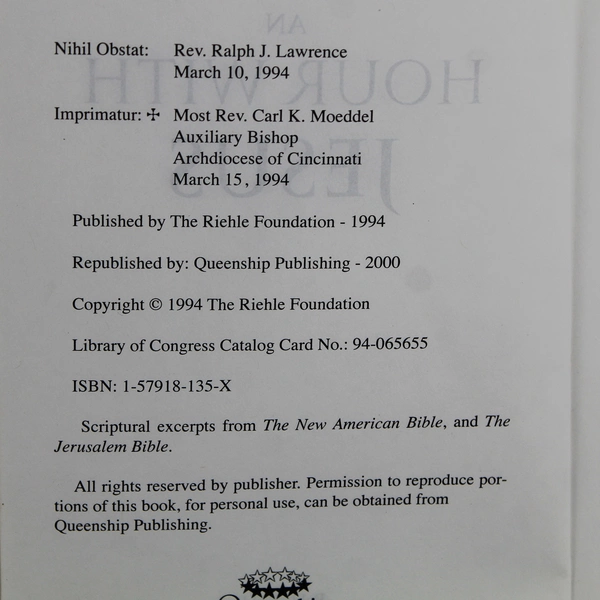 Nihil Obstat: Rev. Ralph J. Lawrence
March 10, 1994
Imprimatur: ✢ Most Rev. Carl K. Moeddel
Auxiliary Bishop
Archdiocese of Cincinnati
March 15, 1994
Published by The Riehle Foundation - 1994
Republished by: Queenship Publishing - 2000
Copyright © 1994 The Riehle Foundation
Library of Congress Catalog Card No.: 94-065655
ISBN: 1-57918-135-X
Scriptural excerpts from The New American Bible, and The
Jerusalem Bible.
All rights reserved by publisher. Permission to reproduce por-
tions of this book, for personal use, can be obtained from
Queenship Publishing.
AN
HOUR WITH
JESUS